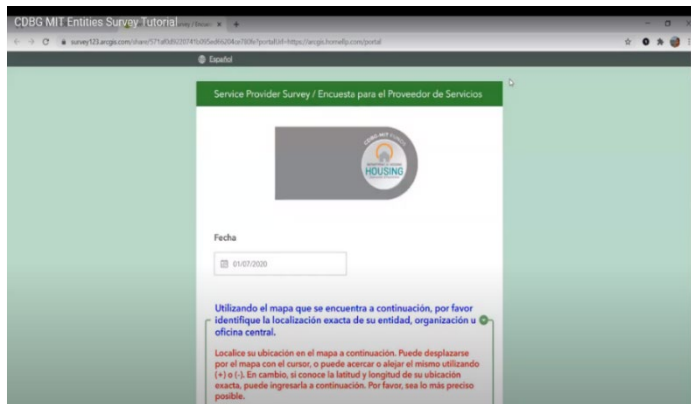 CDBG MIT Entities Survey Tutorial
Español
Service Provider Survey / Encuesta para el Proveedor de Servicios
CDBG-MIT
HOUSING
Fecha
01/07/2020
Utilizando el mapa que se encuentra a continuación, por favor
identifique la localización exacta de su entidad, organización u
oficina central.
Localice su ubicación en el mapa a continuación. Puede desplazarse
por el mapa con el cursor, o puede acercar o alejar el mismo utilizando
(+) o (-). En cambio, si conoce la latitud y longitud de su ubicación
exacta, puede ingresarla a continuación. Por favor, sea lo más preciso
posible.